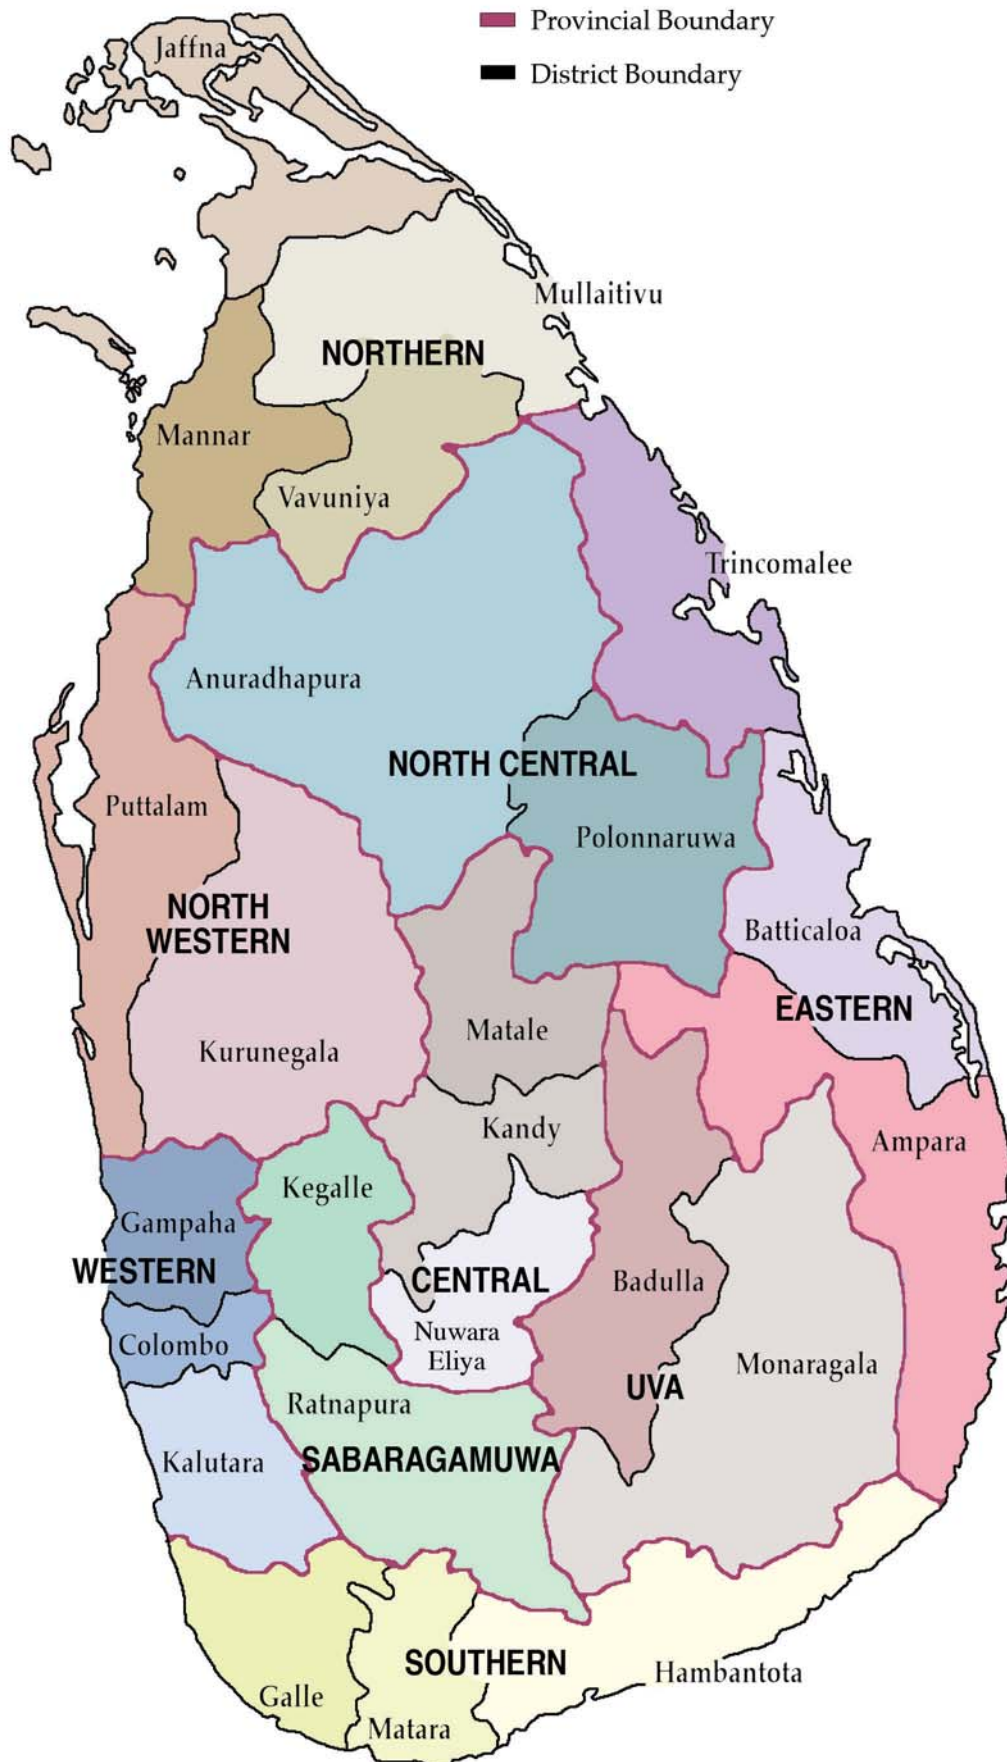 Provincial Boundary
District Boundary
Jaffna
Mullaitivu
NORTHERN
Mannar
Vavuniya
Trincomalee
Anuradhapura
NORTH CENTRAL
Puttalam
Polonnaruwa
NORTH
WESTERN
Batticaloa
EASTERN
Matale
Kurunegala
Kandy
Ampara
Kegalle
Gampaha
WESTERN
CENTRAL
Badulla
Colombo
Nuwara
Eliya
Monaragala
UVA
Ratnapura
Kalutara
SABARAGAMUWA
SOUTHERN
Hambantota
Galle
Matara